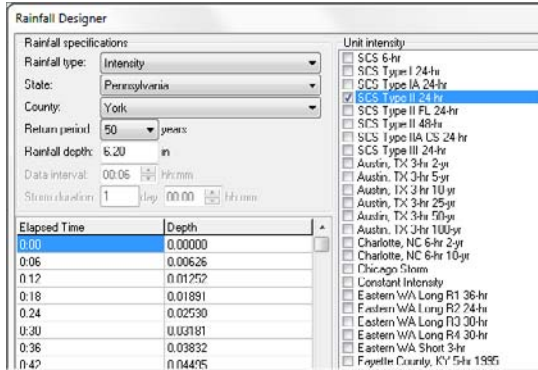 Rainfall Designer
Rainfall specifications
Rainfall type: Intensity
State: Pennsylvania
County: York
Return period 50 years
Rainfall depth: 6.20 in
Data interval: 00:06 hh:mm
Storm duration: 1 day 00:00 hh:mm
Elapsed Time Depth
0:00 0.00000
0:06 0.00626
0:12 0.01252
0:18 0.01891
0:24 0.02530
0:30 0.03181
0:36 0.03832
0:42 0.04495
Unit intensity
SCS 6-hr
SCS Type I 24-hr
SCS Type IA 24-hr
SCS Type II 24-hr
SCS Type II FL 24-hr
SCS Type II 48-hr
SCS Type IIA CS 24-hr
SCS Type III 24-hr
Austin, TX 3-hr 2-yr
Austin, TX 3-hr 5-yr
Austin, TX 3-hr 10-yr
Austin, TX 3-hr 25-yr
Austin, TX 3-hr 50-yr
Austin, TX 3-hr 100-yr
Charlotte, NC 6-hr 2-yr
Charlotte, NC 6-hr 10-yr
Chicago Storm
Constant Intensity
Eastern WA Long R1 36-hr
Eastern WA Long R2 24-hr
Eastern WA Long R3 30-hr
Eastern WA Long R4 30-hr
Eastern WA Short 3-hr
Fayette County, KY 5-hr 1995